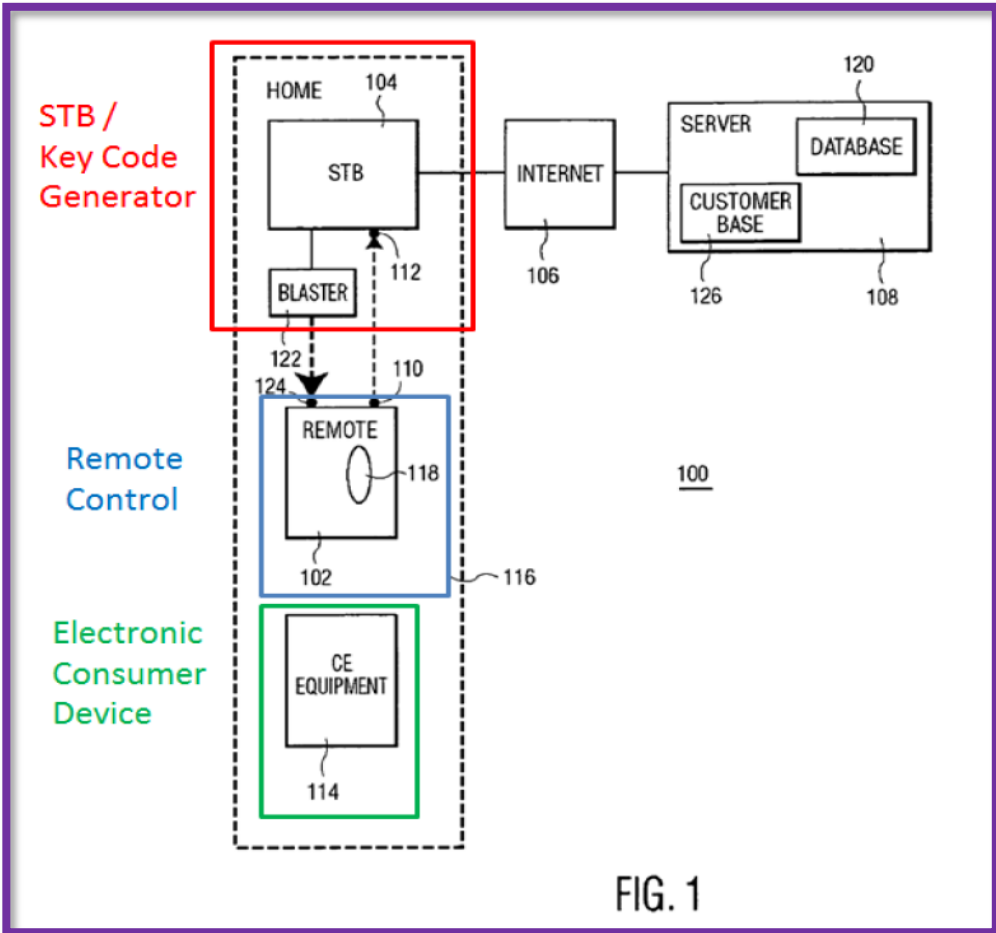 STB /
Key Code
Generator
HOME
104
STB
112
BLASTER
122
INTERNET
106
SERVER
120
DATABASE
CUSTOMER
BASE
126
108
Remote
Control
124
110
REMOTE
118
102
116
100
Electronic
Consumer
Device
CE
EQUIPMENT
114
FIG. 1